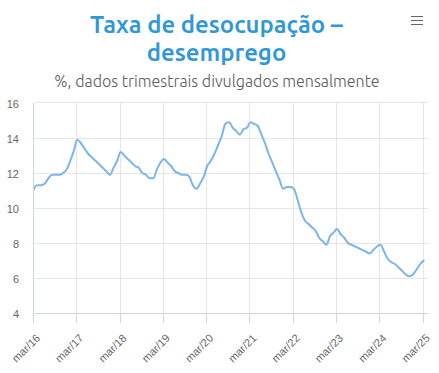 Taxa de desocupação –
desemprego
%, dados trimestrais divulgados mensalmente
16
14
12
10
8
6
4
mar/16
mar/17
mar/18
mar/19
mar/20
mar/21
mar/22
mar/23
mar/24
mar/25